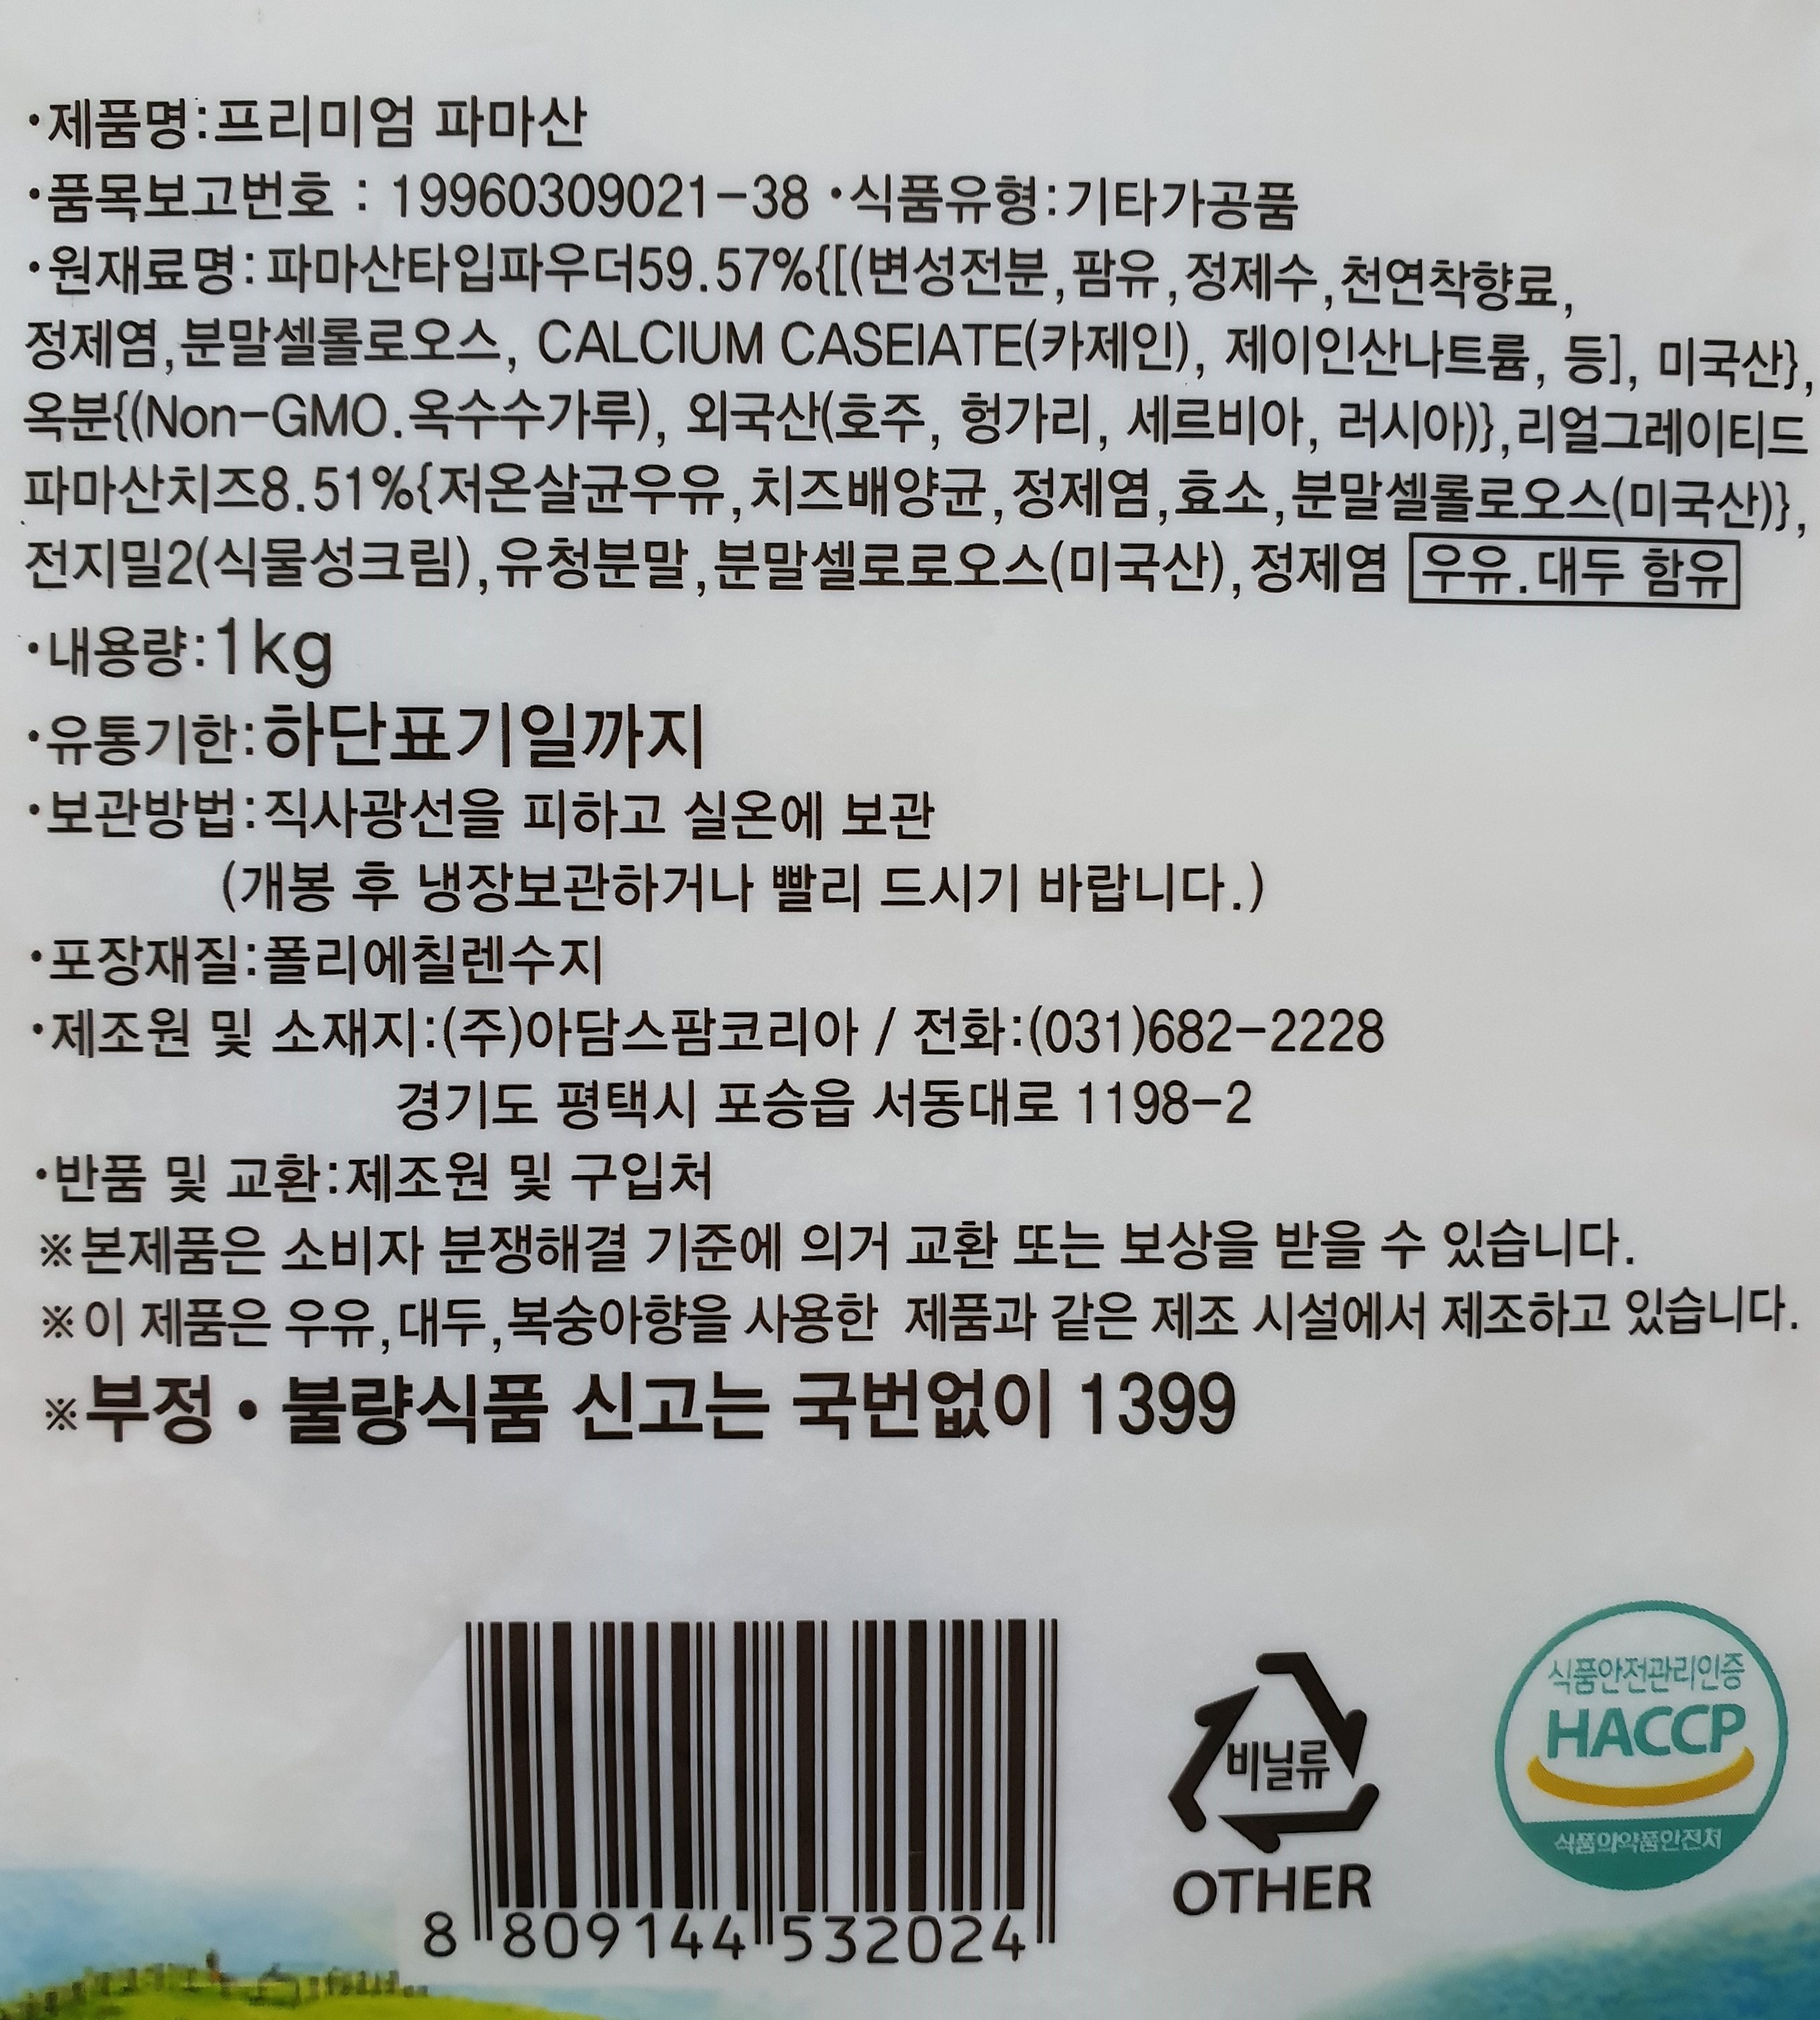 ·제품명:프리미엄 파마산
·품목보고번호 : 19960309021-38 ·식품유형:기타가공품
·원재료명:파마산타입파우더59.57%{[(변성전분,팜유,정제수,천연착향료,
정제염,분말셀롤로오스, CALCIUM CASEIATE(카제인), 제이인산나트륨, 등], 미국산},
옥분{(Non-GMO.옥수수가루), 외국산(호주, 헝가리, 세르비아, 러시아)},리얼그레이티드
파마산치즈8.51%{저온살균우유,치즈배양균,정제염,효소,분말셀롤로오스(미국산)},
전지밀2(식물성크림),유청분말,분말셀로로오스(미국산),정제염 우유.대두 함유
·내용량:1kg
·유통기한:하단표기일까지
·보관방법:직사광선을 피하고 실온에 보관
(개봉 후 냉장보관하거나 빨리 드시기 바랍니다.)
·포장재질:폴리에칠렌수지
·제조원 및 소재지:(주)아담스팜코리아 / 전화:(031)682-2228
경기도 평택시 포승읍 서동대로 1198-2
·반품 및 교환:제조원 및 구입처
※본제품은 소비자 분쟁해결 기준에 의거 교환 또는 보상을 받을 수 있습니다.
※이 제품은 우유,대두,복숭아향을 사용한 제품과 같은 제조 시설에서 제조하고 있습니다.
※부정·불량식품 신고는 국번없이 1399
식품안전관리인증
HACCP
식품의약품안전처
비닐류
OTHER
8 809144 532024